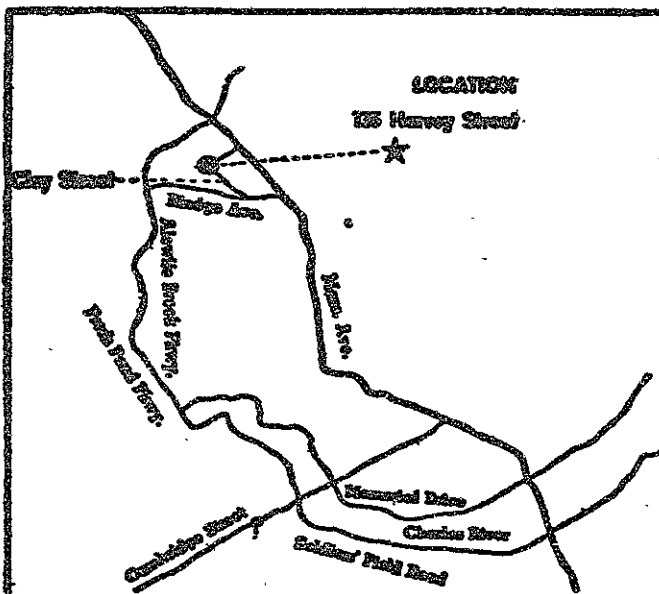 LOCATION
155 Harvey Street
Clay Street
Rindge Ave.
Alewife Brook Pkwy.
Mass. Ave.
Fresh Pond Pkwy.
Memorial Drive
Charles River
Cambridge Street
Soldiers' Field Road